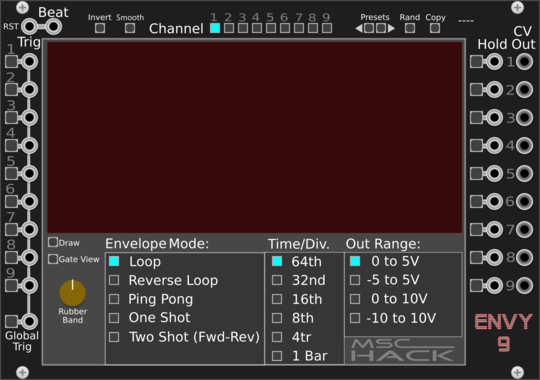 Beat
RST
Trig
Invert Smooth
Channel 1 2 3 4 5 6 7 8 9
Presets Rand Copy ----
CV
Hold Out
1
2
3
4
5
6
7
8
9
Global
Trig
Draw
Gate View
Rubber
Band
Envelope Mode:
Loop
Reverse Loop
Ping Pong
One Shot
Two Shot (Fwd-Rev)
Time/Div.
64th
32nd
16th
8th
4tr
1 Bar
Out Range:
0 to 5V
-5 to 5V
0 to 10V
-10 to 10V
MSC
HACK
1
2
3
4
5
6
7
8
9
ENVY
9